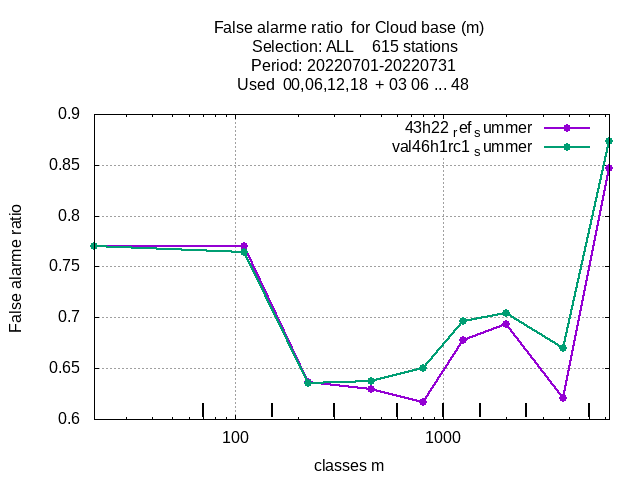 False alarme ratio  for Cloud base (m)
Selection: ALL    615 stations
Period: 20220701-20220731
Used  00,06,12,18  + 03 06 ... 48
43h22_ref_summer
val46h1rc1_summer
0.9
0.85
0.8
0.75
0.7
0.65
0.6
False alarme ratio
100
1000
classes m